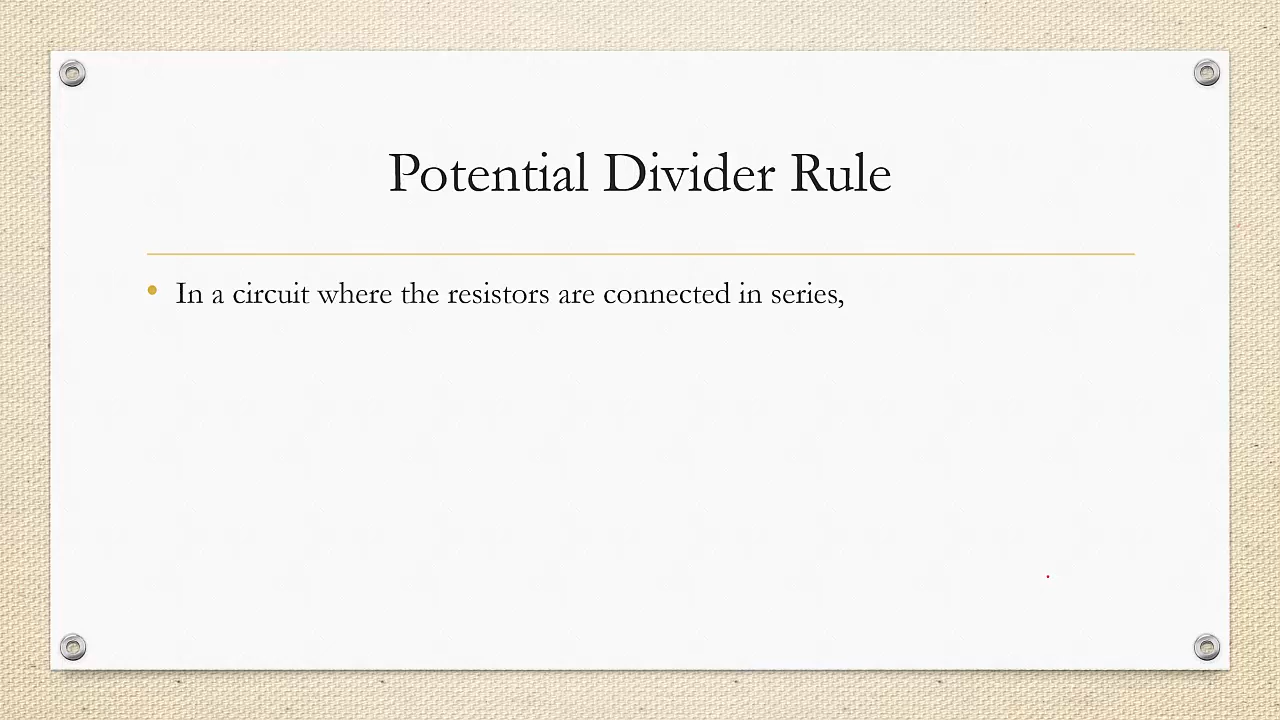 Potential Divider Rule
• In a circuit where the resistors are connected in series,